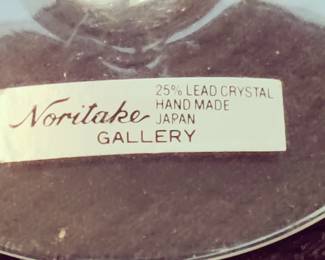 Noritake
25% LEAD CRYSTAL
HAND MADE
JAPAN
GALLERY